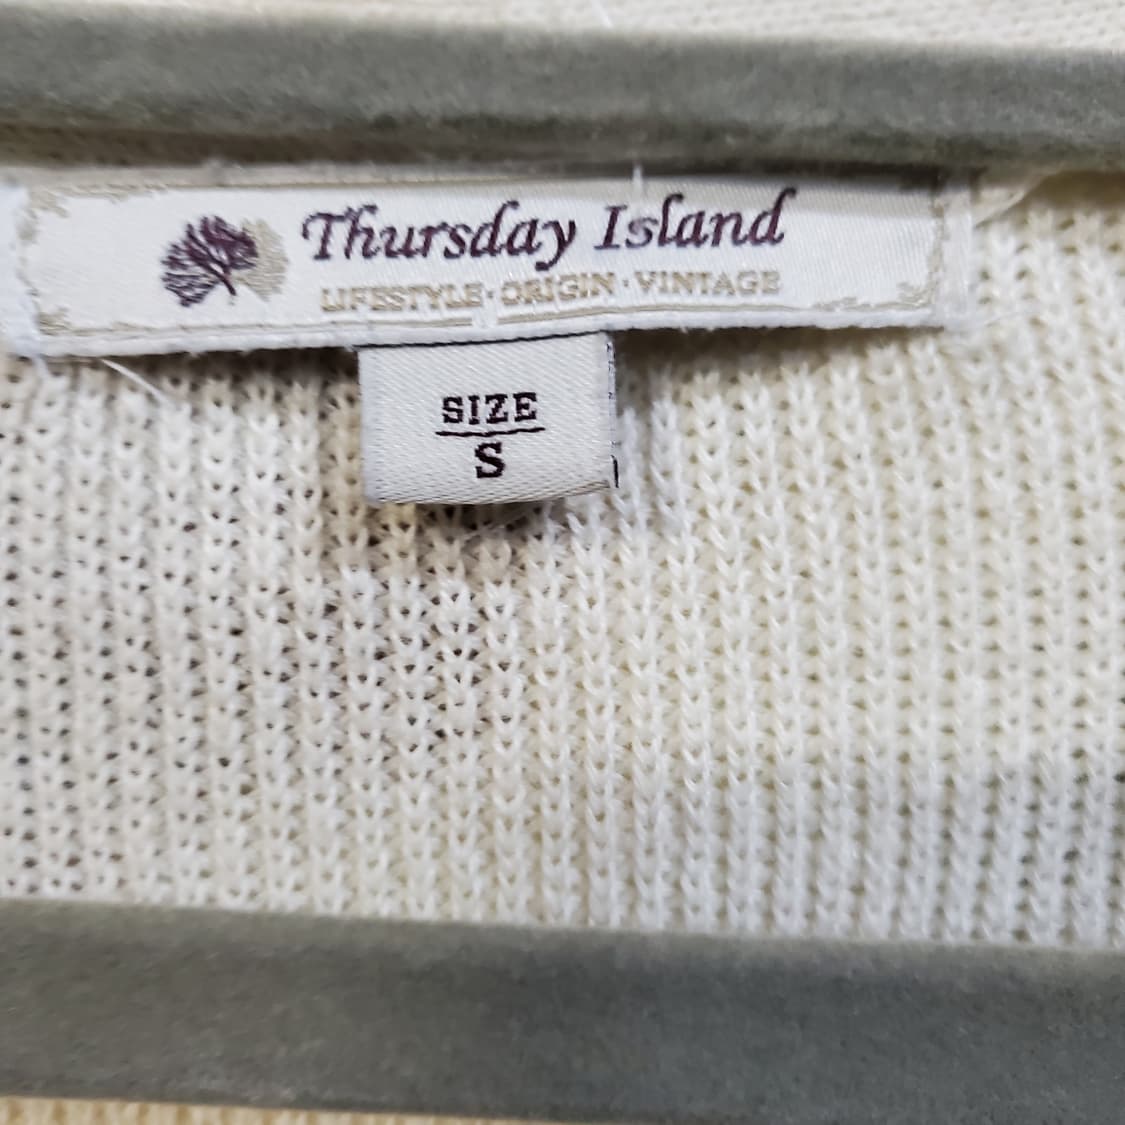 Thursday Island
LIFESTYLE·ORIGIN·VINTAGE
SIZE
S